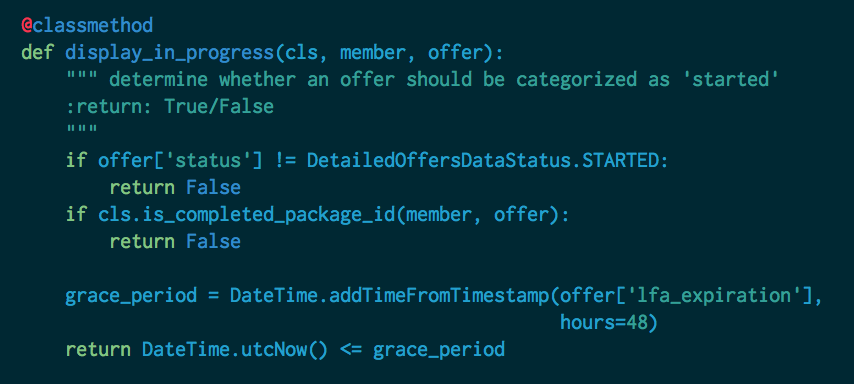 @classmethod
def display_in_progress(cls, member, offer):
    """ determine whether an offer should be categorized as 'started'
    :return: True/False
    """
    if offer['status'] != DetailedOffersDataStatus.STARTED:
        return False
    if cls.is_completed_package_id(member, offer):
        return False

    grace_period = DateTime.addTimeFromTimestamp(offer['lfa_expiration'],
                                                 hours=48)
    return DateTime.utcNow() <= grace_period